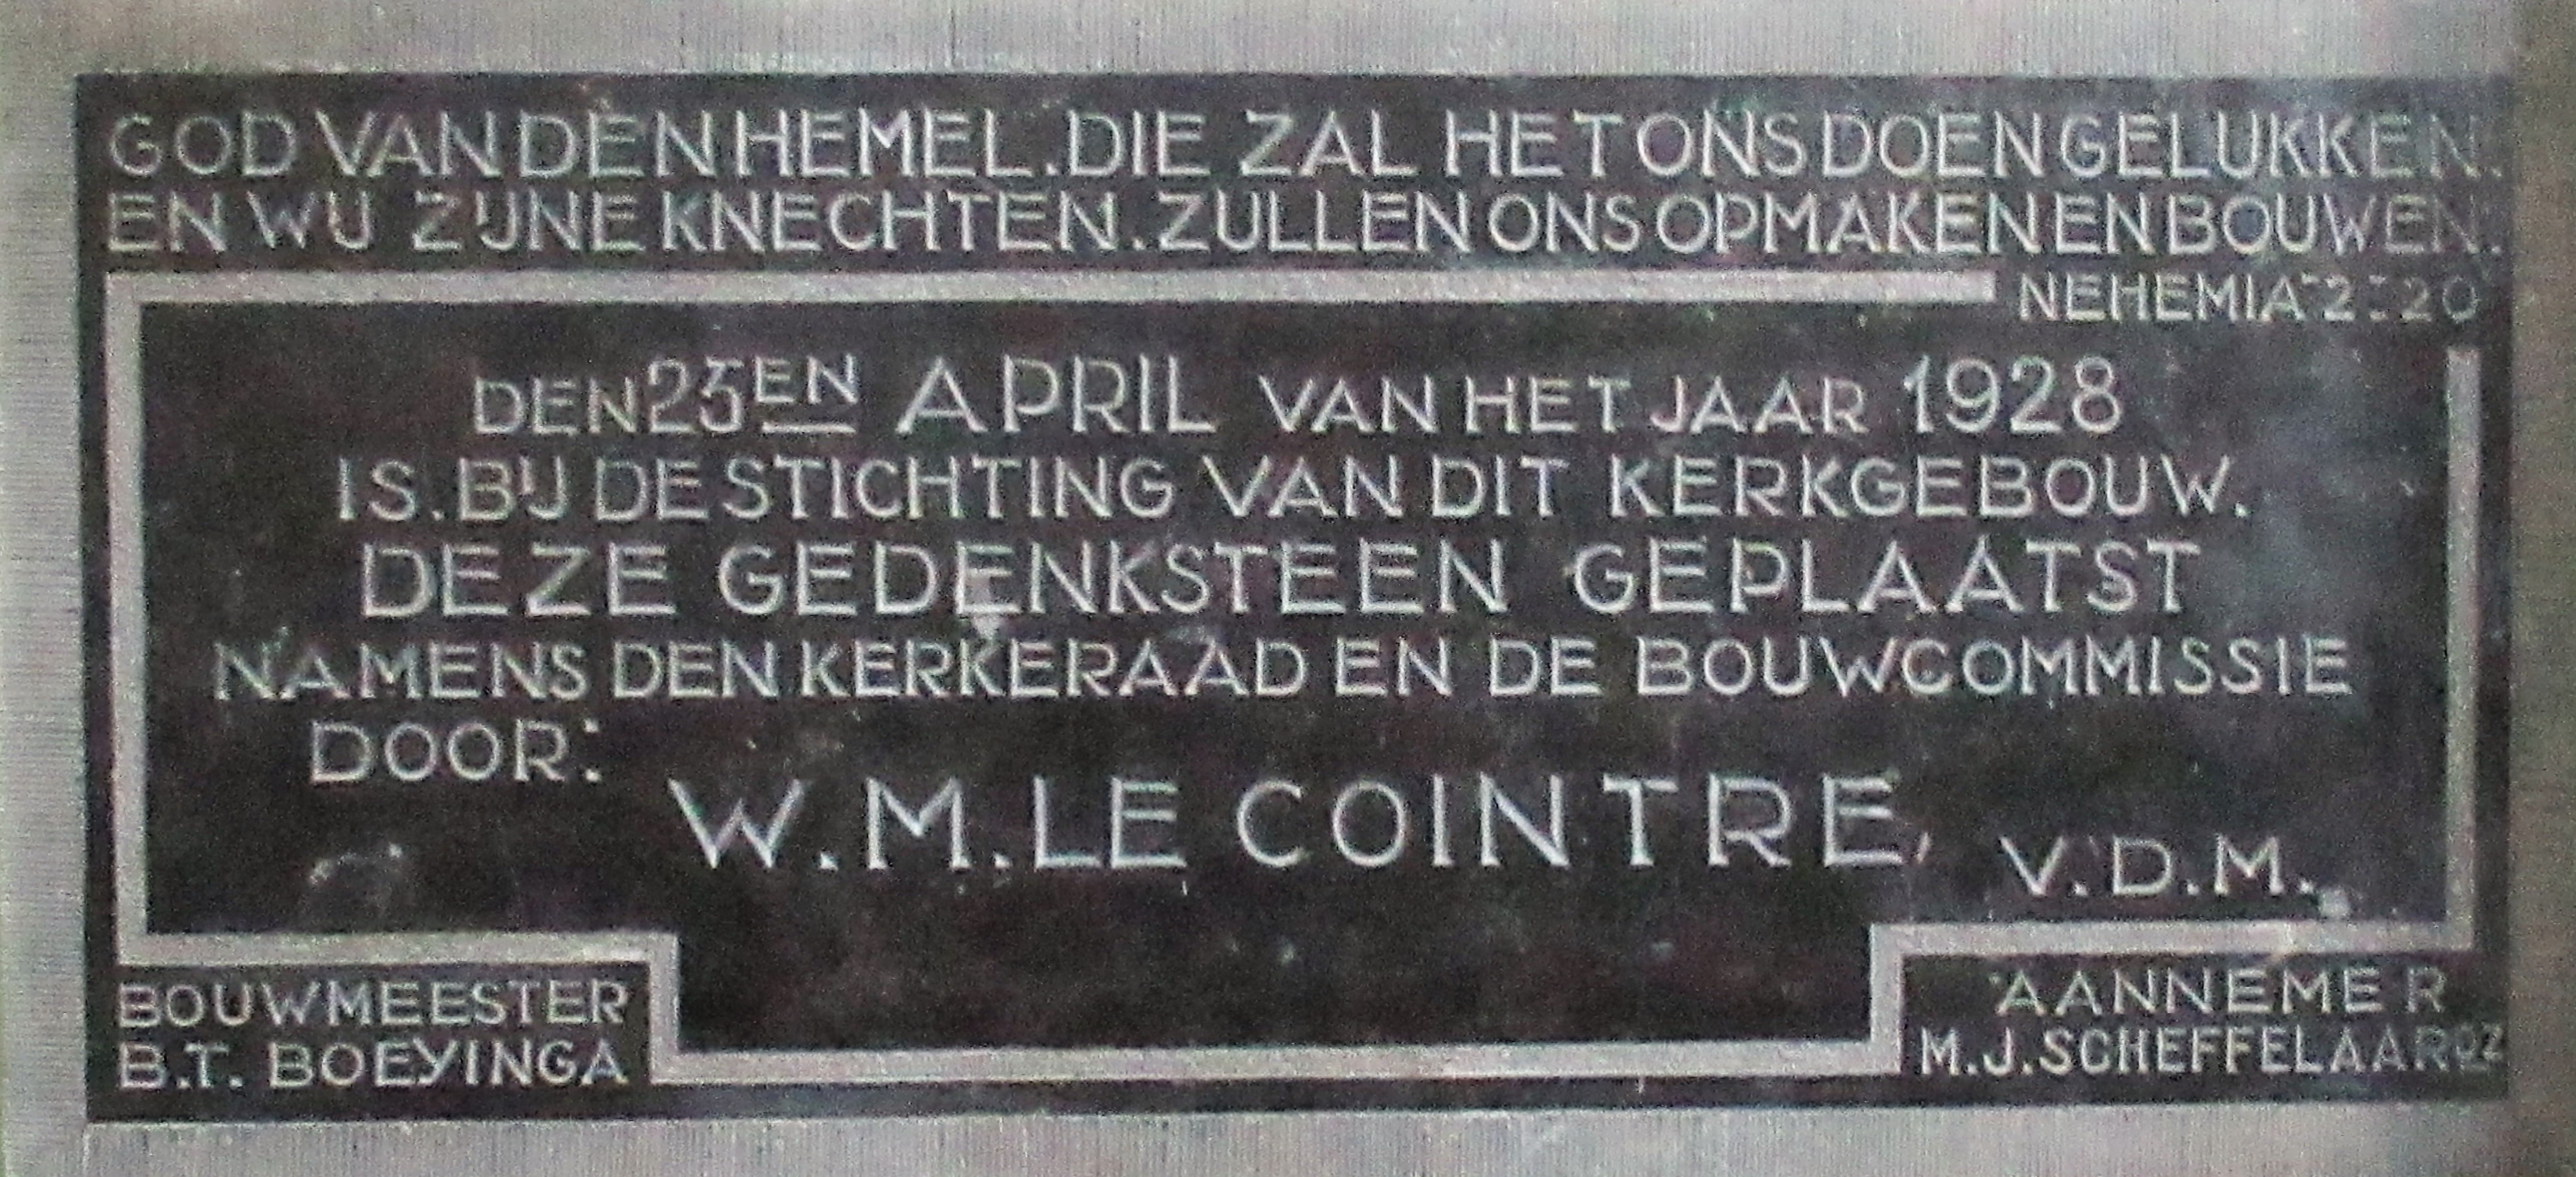 GOD VAN DEN HEMEL. DIE ZAL HET ONS DOEN GELUKKEN.
EN WIJ ZIJNE KNECHTEN. ZULLEN ONS OPMAKEN EN BOUWEN.
NEHEMIA 2:20
DEN 23EN APRIL VAN HET JAAR 1928
IS. BIJ DE STICHTING VAN DIT KERKGEBOUW.
DEZE GEDENKSTEEN GEPLAATST
NAMENS DEN KERKERAAD EN DE BOUWCOMMISSIE
DOOR:
W. M. LE COINTRE, V.D.M.
BOUWMEESTER
B.T. BOEYINGA
AANNEMER
M.J. SCHEFFELAAR OZ